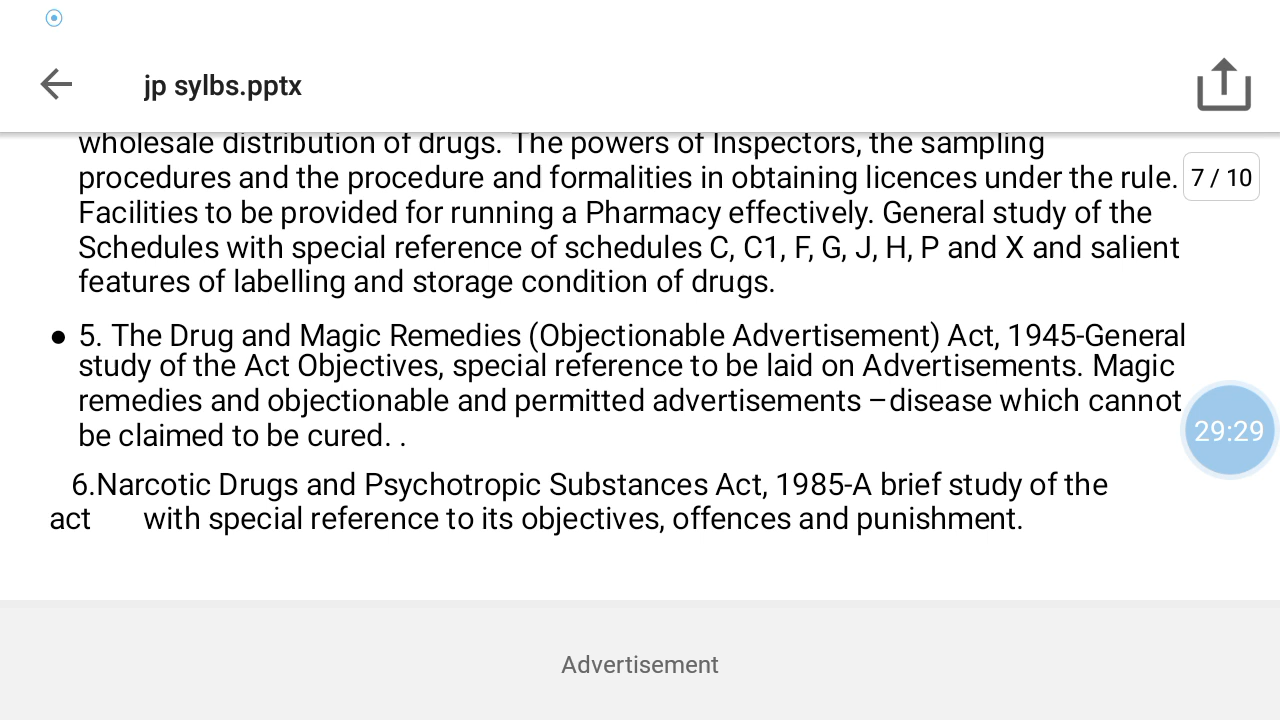 jp sylbs.pptx
wholesale distribution of drugs. The powers of Inspectors, the sampling
procedures and the procedure and formalities in obtaining licences under the rule.
7 / 10
Facilities to be provided for running a Pharmacy effectively. General study of the
Schedules with special reference of schedules C, C1, F, G, J, H, P and X and salient
features of labelling and storage condition of drugs.
● 5. The Drug and Magic Remedies (Objectionable Advertisement) Act, 1945-General
study of the Act Objectives, special reference to be laid on Advertisements. Magic
remedies and objectionable and permitted advertisements –disease which cannot
be claimed to be cured. .
29:29
6.Narcotic Drugs and Psychotropic Substances Act, 1985-A brief study of the
act with special reference to its objectives, offences and punishment.
Advertisement